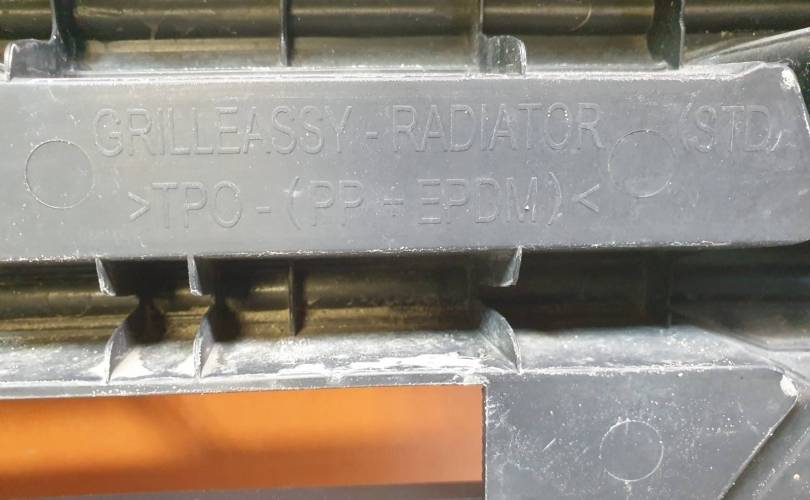 GRILLEASSY-RADIATOR (STD)
>TPO-(PP+EPDM)<